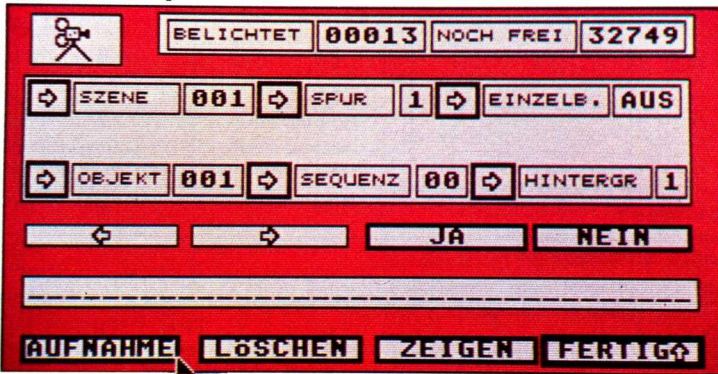 BELICHTET 00013 NOCH FREI 32749
⇨ SZENE 001 ⇨ SPUR 1 ⇨ EINZELB. AUS
⇨ OBJEKT 001 ⇨ SEQUENZ 00 ⇨ HINTERGR 1
⇦ ⇨ JA NEIN
AUFNAHME LÖSCHEN ZEIGEN FERTIG⇧